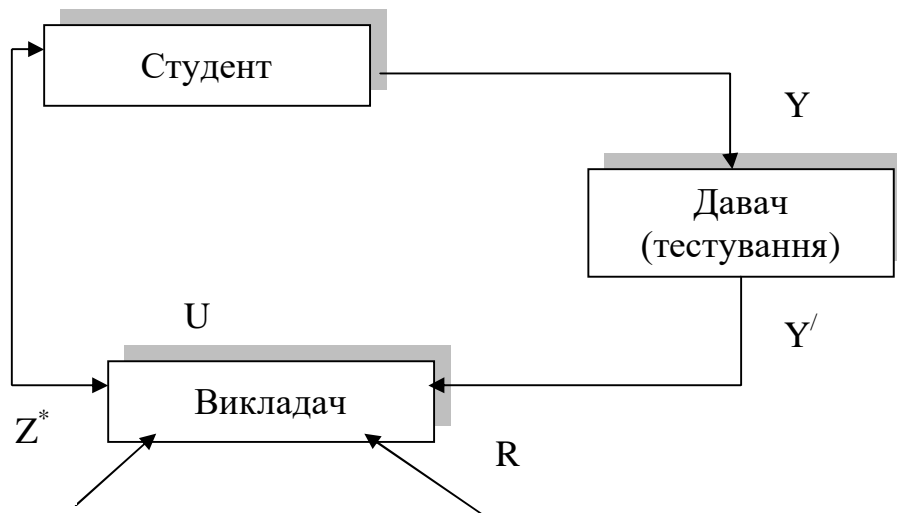 Студент
Y
Давач
(тестування)
U
Y/
Викладач
Z*
R